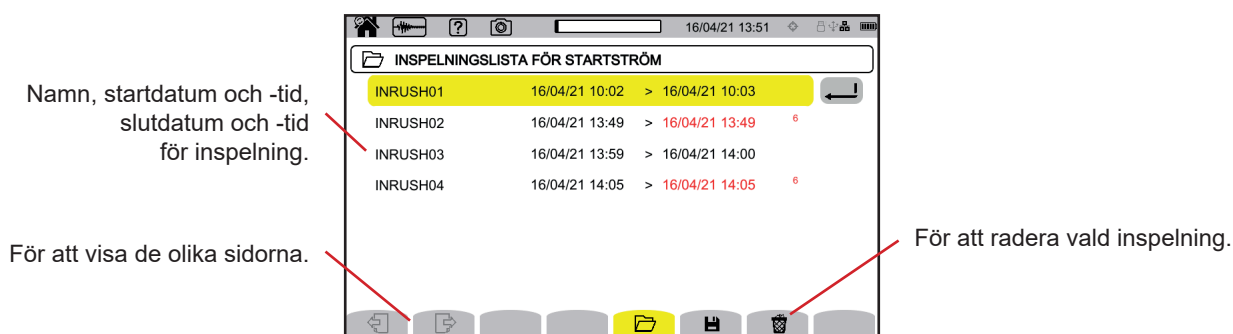 16/04/21 13:51
INSPELNINGSLISTA FÖR STARTSTRÖM
INRUSH01 16/04/21 10:02 > 16/04/21 10:03
INRUSH02 16/04/21 13:49 > 16/04/21 13:49 6
INRUSH03 16/04/21 13:59 > 16/04/21 14:00
INRUSH04 16/04/21 14:05 > 16/04/21 14:05 6
Namn, startdatum och -tid,
slutdatum och -tid
för inspelning.
För att visa de olika sidorna.
För att radera vald inspelning.